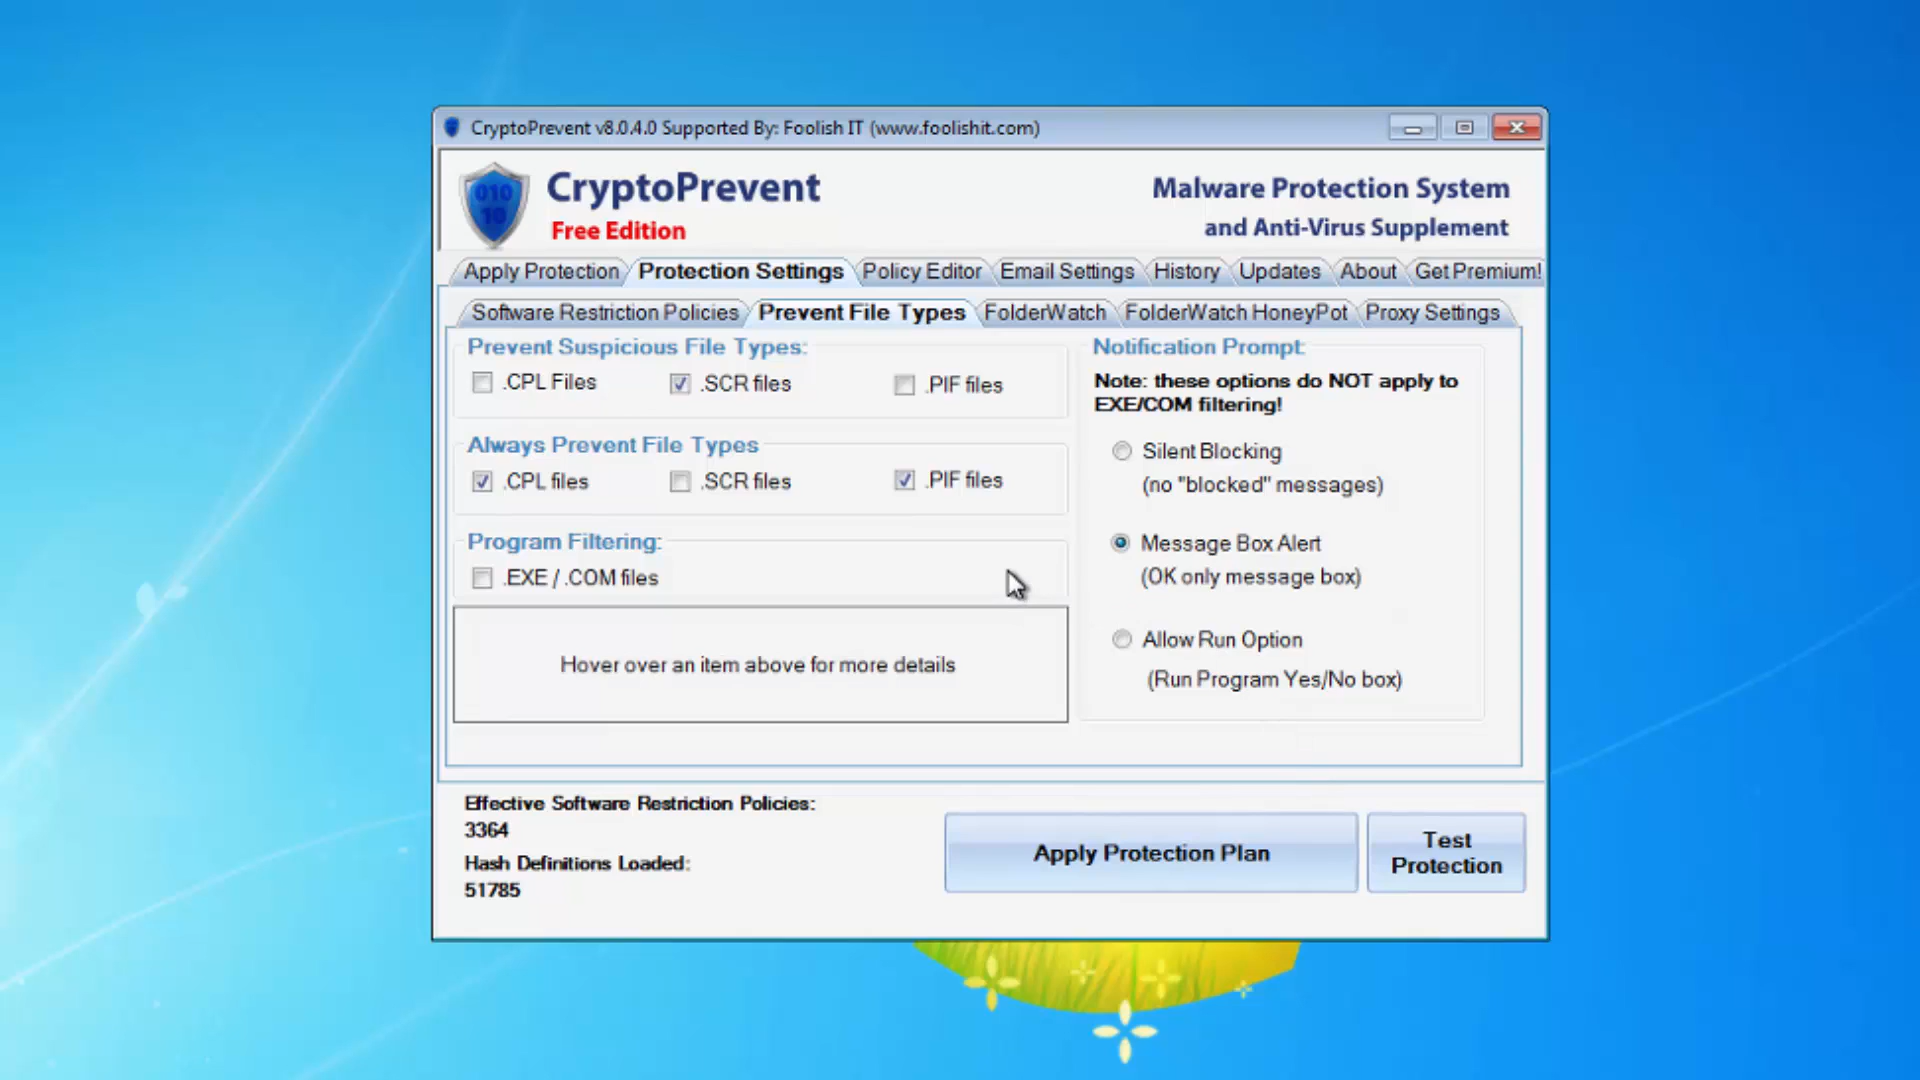 CryptoPrevent v8.0.4.0 Supported By: Foolish IT (www.foolishit.com)
010
10
CryptoPrevent
Free Edition
Malware Protection System
and Anti-Virus Supplement
Apply Protection Protection Settings Policy Editor Email Settings History Updates About Get Premium!
Software Restriction Policies Prevent File Types FolderWatch FolderWatch HoneyPot Proxy Settings
Prevent Suspicious File Types:
.CPL Files .SCR files .PIF files
Always Prevent File Types
.CPL files .SCR files .PIF files
Program Filtering:
.EXE / .COM files
Hover over an item above for more details
Notification Prompt:
Note: these options do NOT apply to
EXE/COM filtering!
Silent Blocking
(no "blocked" messages)
Message Box Alert
(OK only message box)
Allow Run Option
(Run Program Yes/No box)
Effective Software Restriction Policies:
3364
Hash Definitions Loaded:
51785
Apply Protection Plan
Test
Protection